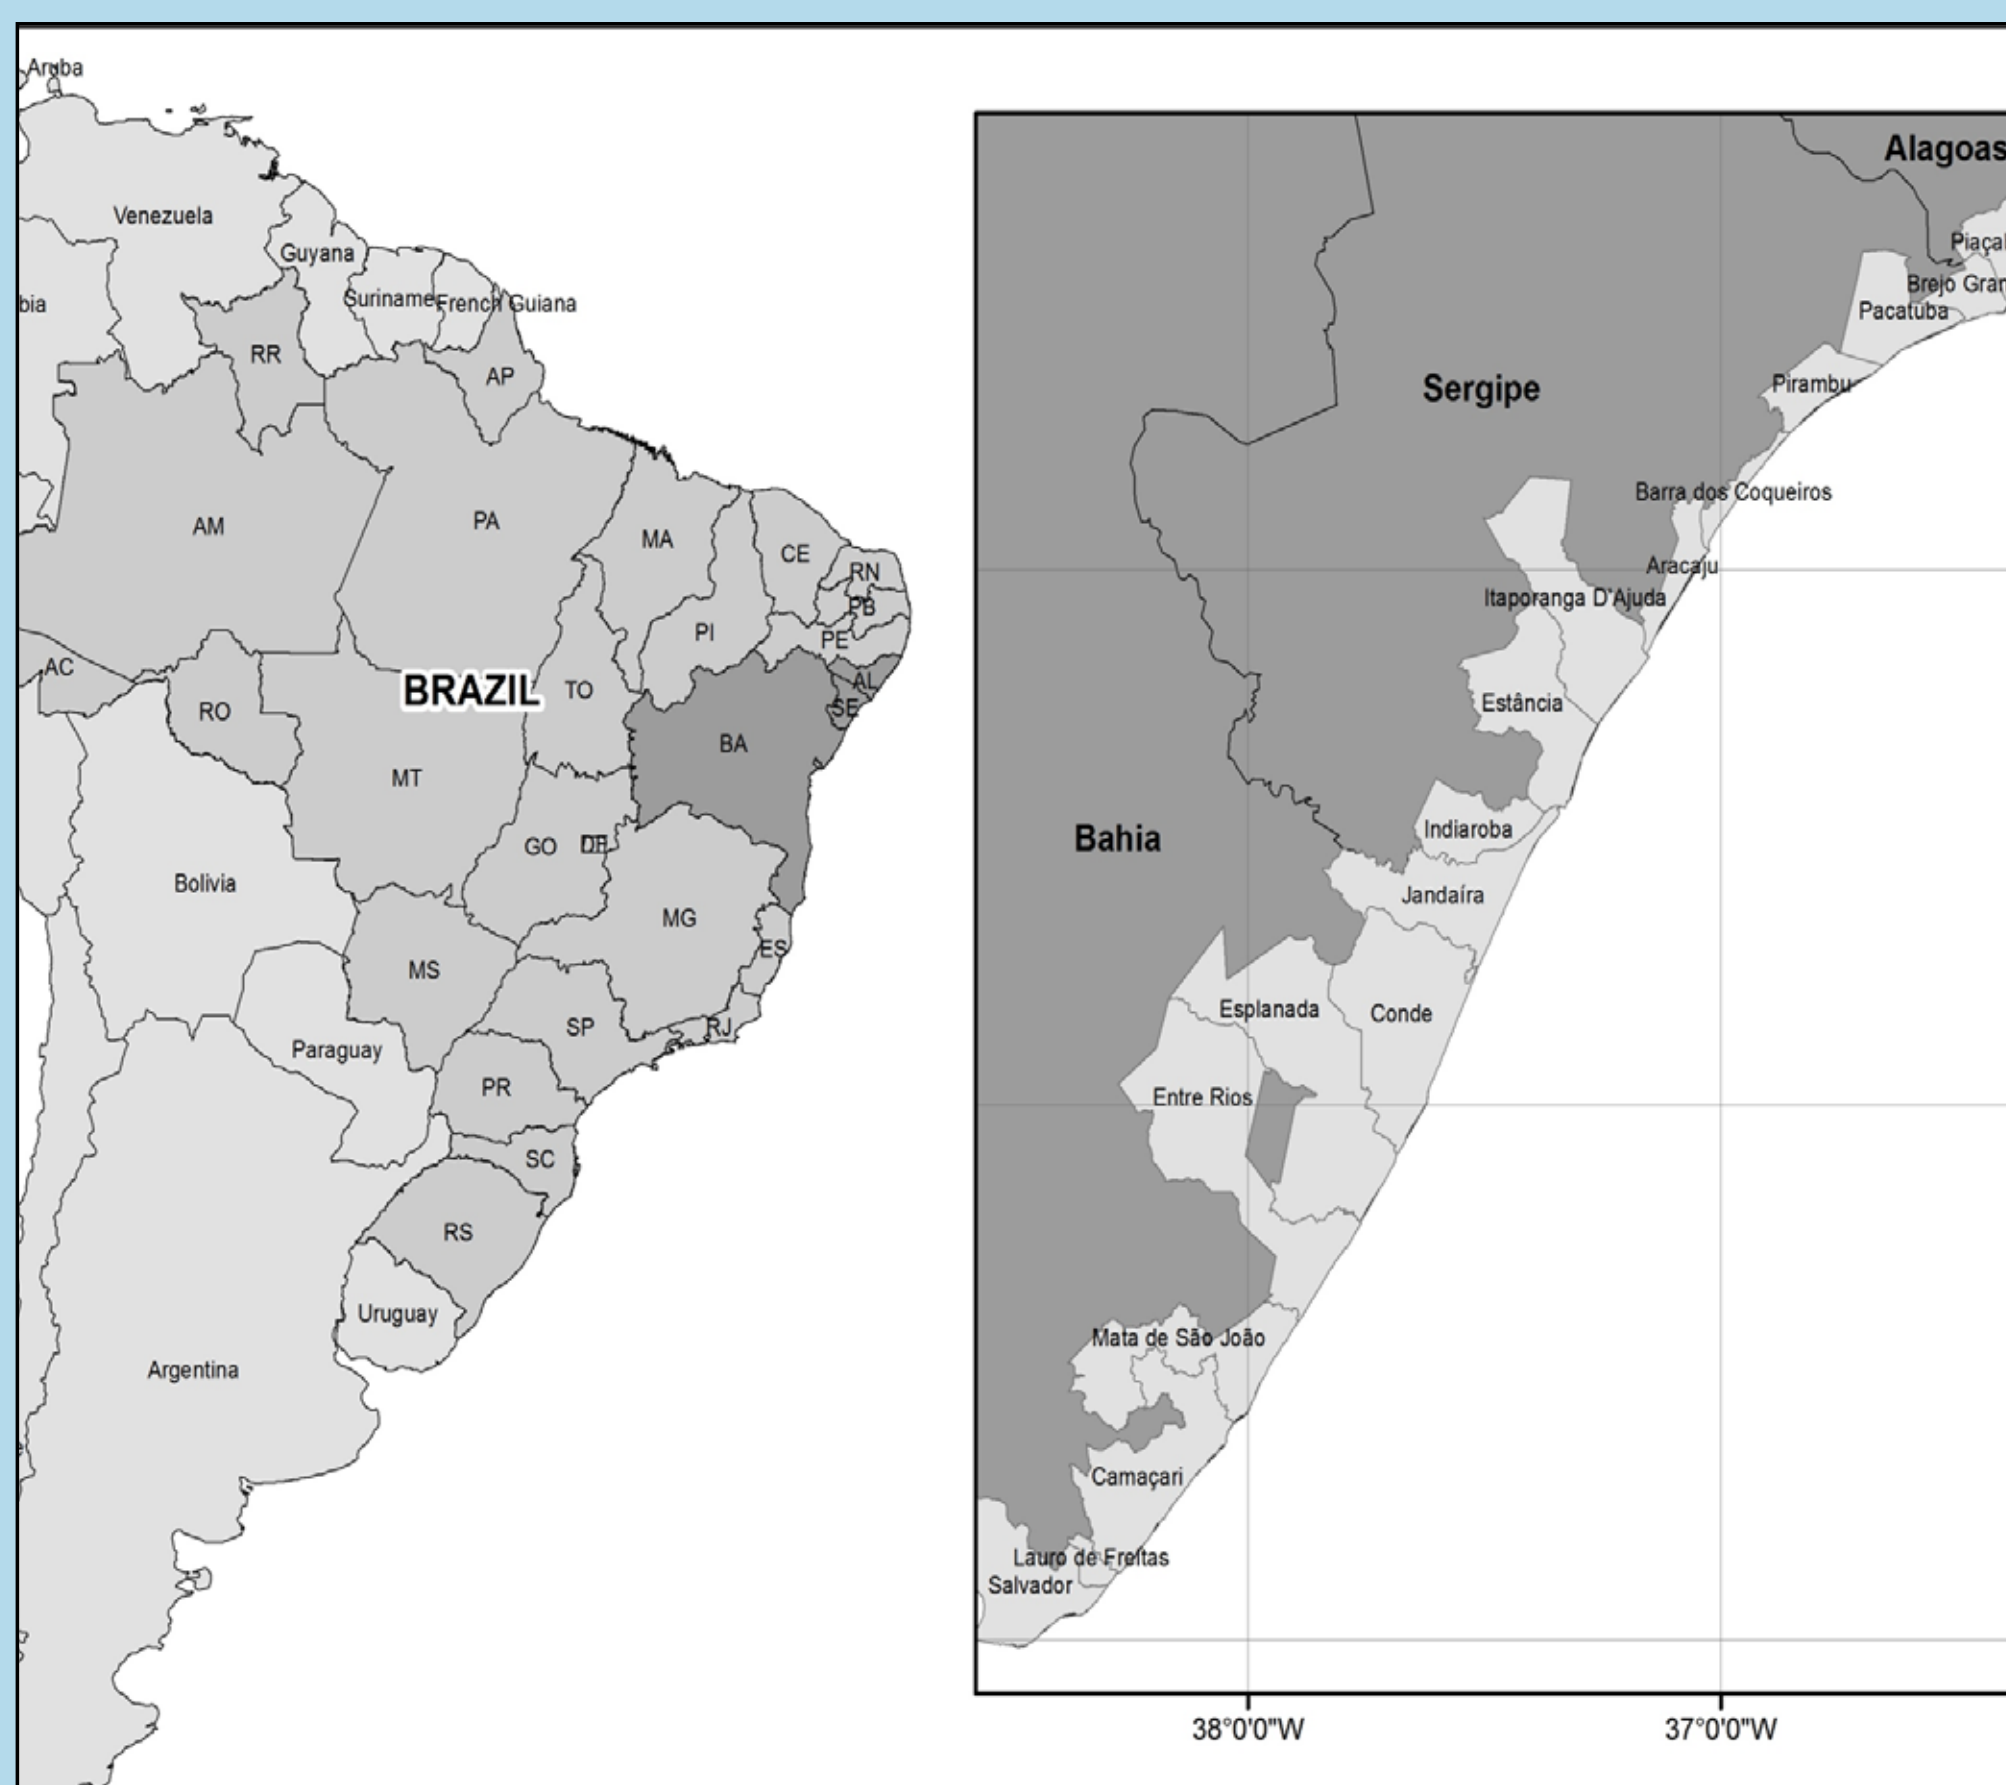 Aruba
Venezuela
Guyana
Suriname
French Guiana
bia
RR
AP
AM
PA
MA
CE
RN
PB
PI
PE
AC
AL
SE
BRAZIL
TO
RO
BA
MT
GO
DF
Bolivia
MG
ES
MS
SP
RJ
Paraguay
PR
SC
RS
Uruguay
Argentina
Alagoas
Piaçal
Brejo Gran
Pacatuba
Pirambu
Sergipe
Barra dos Coqueiros
Aracaju
Itaporanga D'Ajuda
Estância
Indiaroba
Bahia
Jandaíra
Esplanada
Conde
Entre Rios
Mata de São João
Camaçari
Lauro de Freitas
Salvador
38°0'0"W
37°0'0"W